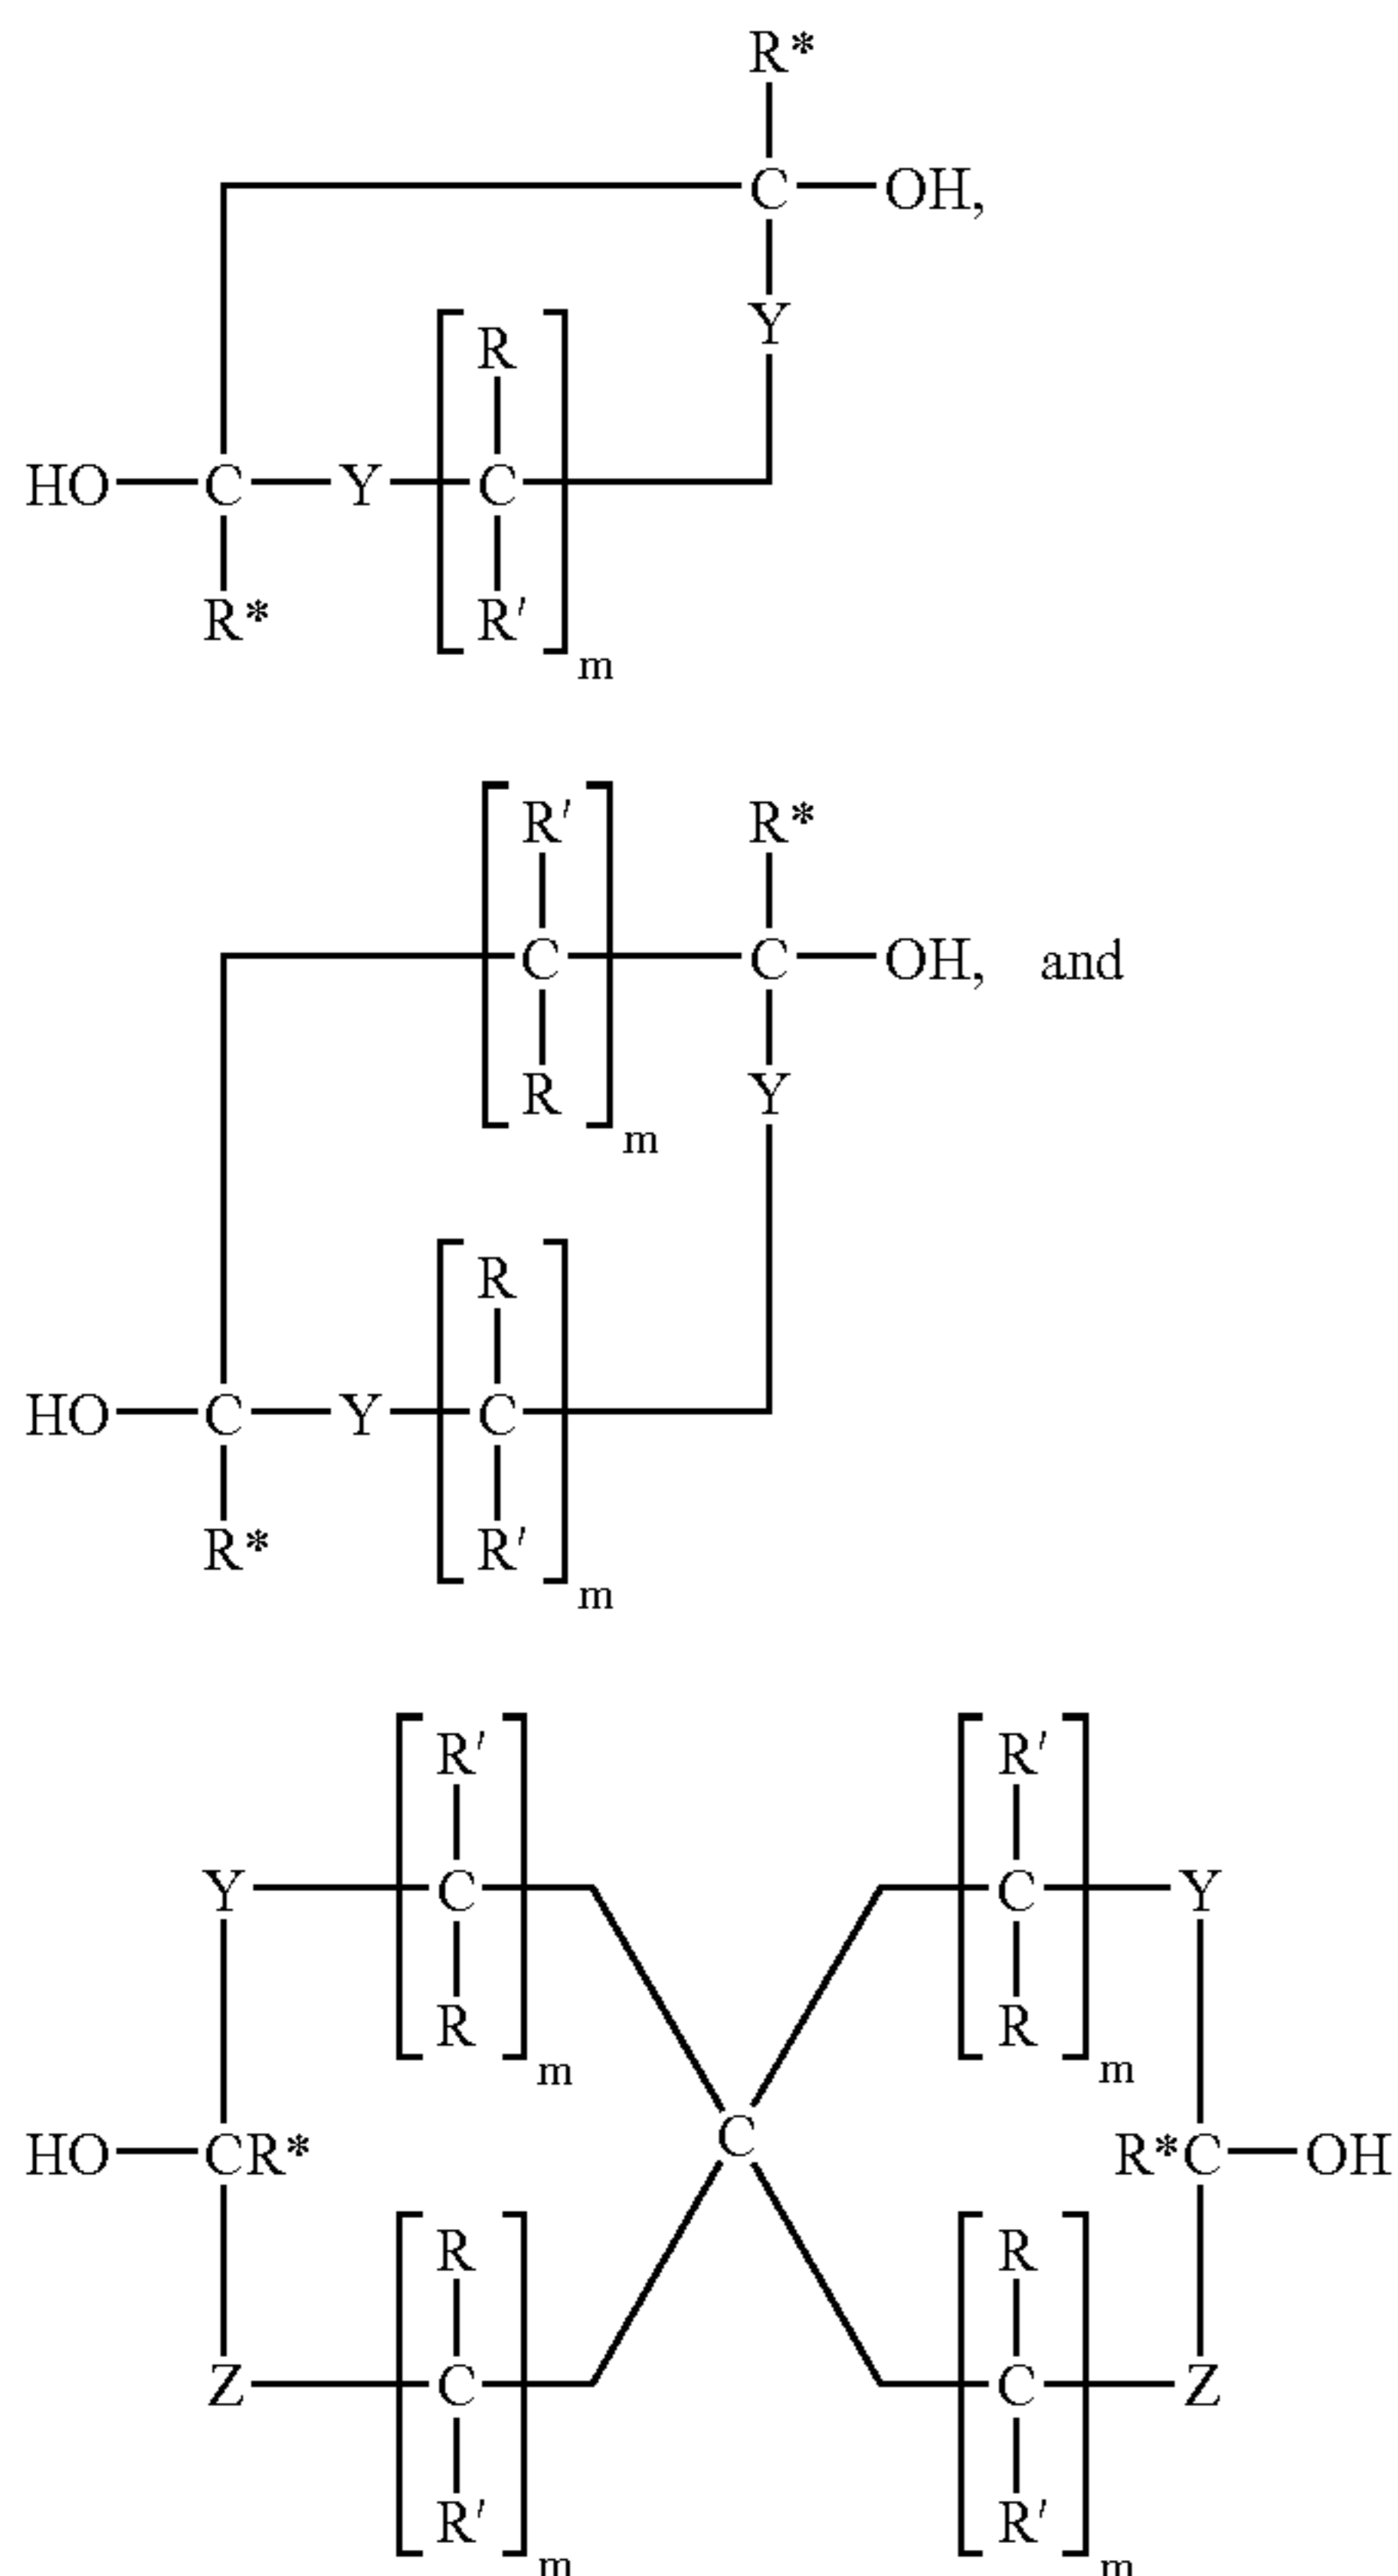 R*
C OH,
Y
R
HO C Y C
R* R'
m
R' R*
C C OH, and
R Y
m
R
HO C Y C
R* R'
m
R' R'
Y C C Y
R R
m m
HO CR* C R*C OH
R R
Z C C Z
R' R'
m m